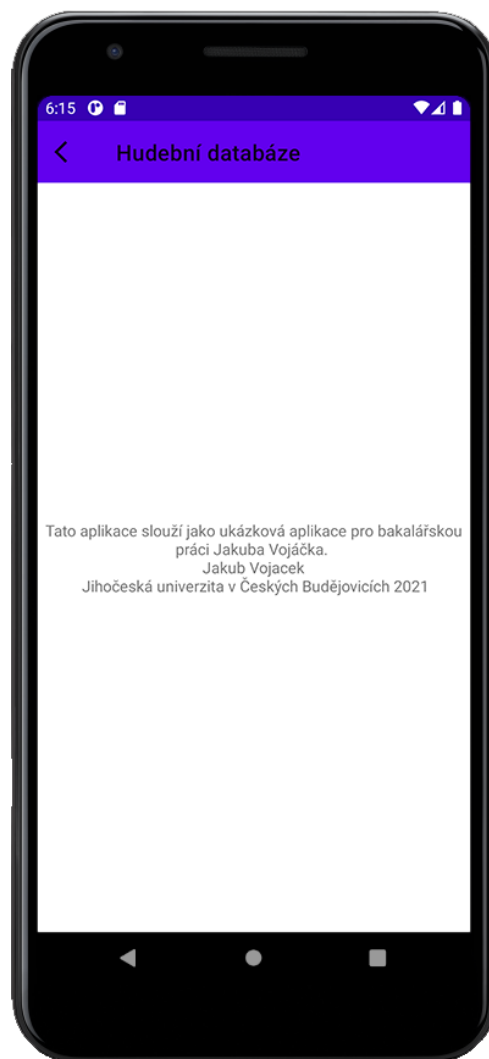 6:15
Hudební databáze
Tato aplikace slouží jako ukázková aplikace pro bakalářskou
práci Jakuba Vojáčka.
Jakub Vojacek
Jihočeská univerzita v Českých Budějovicích 2021